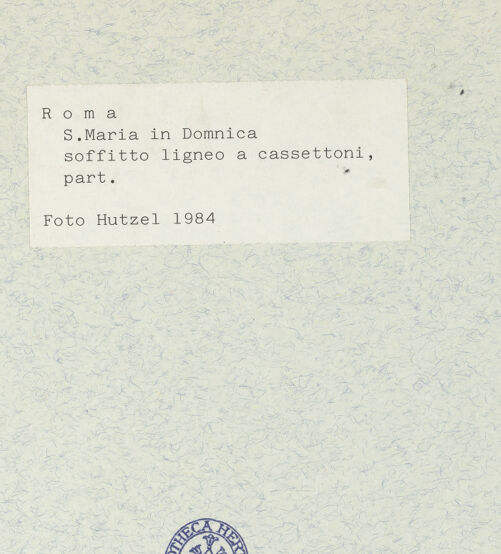 R o m a
S.Maria in Domnica
soffitto ligneo a cassettoni,
part.
Foto Hutzel 1984